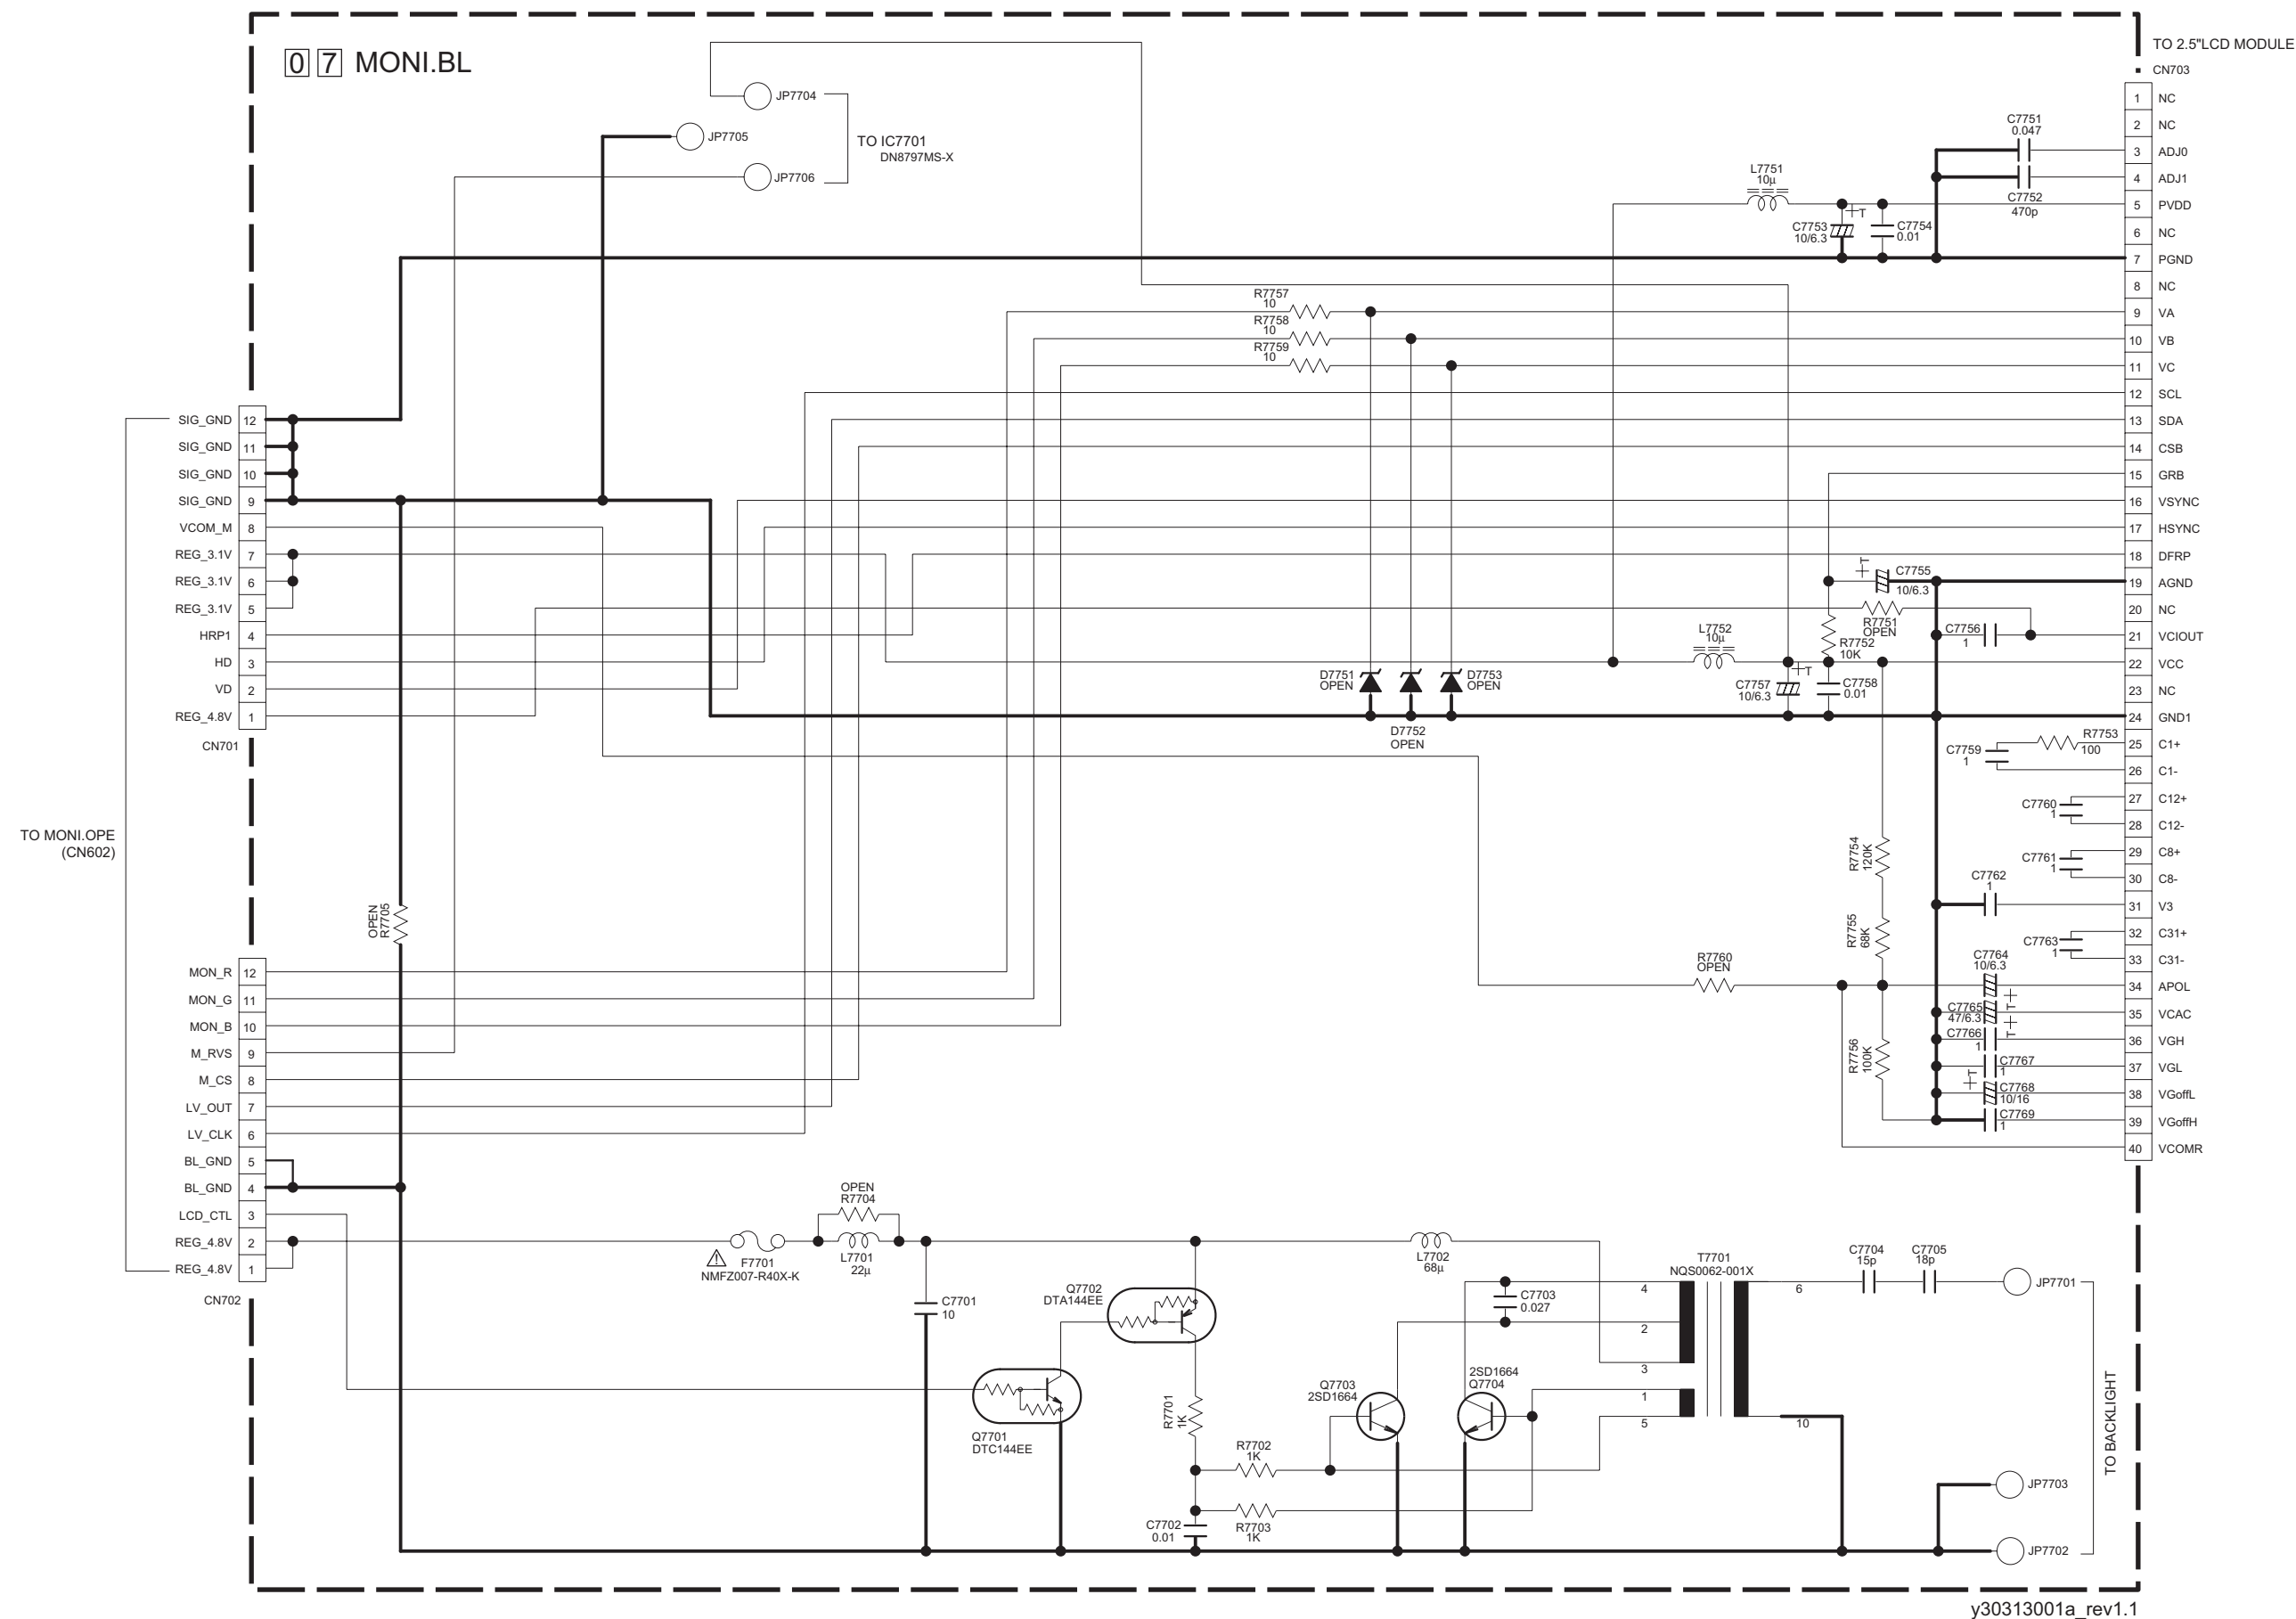 0 7 MONI.BL
TO 2.5"LCD MODULE
CN703
JP7704
JP7705
JP7706
TO IC7701
DN8797MS-X
1 NC
2 NC
3 ADJ0
4 ADJ1
5 PVDD
6 NC
7 PGND
8 NC
9 VA
10 VB
11 VC
12 SCL
13 SDA
14 CSB
15 GRB
16 VSYNC
17 HSYNC
18 DFRP
19 AGND
20 NC
21 VCIOUT
22 VCC
23 NC
24 GND1
25 C1+
26 C1-
27 C12+
28 C12-
29 C8+
30 C8-
31 V3
32 C31+
33 C31-
34 APOL
35 VCAC
36 VGH
37 VGL
38 VGoffL
39 VGoffH
40 VCOMR
C7751
0.047
C7752
470p
L7751
10μ
+T
C7753
10/6.3
C7754
0.01
R7757
10
R7758
10
R7759
10
SIG_GND 12
SIG_GND 11
SIG_GND 10
SIG_GND 9
VCOM_M 8
REG_3.1V 7
REG_3.1V 6
REG_3.1V 5
HRP1 4
HD 3
VD 2
REG_4.8V 1
CN701
+T
C7755
10/6.3
R7751
OPEN
R7752
10K
C7756
1
L7752
10μ
+T
C7757
10/6.3
C7758
0.01
D7751
OPEN
D7753
OPEN
D7752
OPEN
R7753
100
C7759
1
C7760
1
C7761
1
C7762
1
C7763
1
C7764
10/6.3
+T
C7765
47/6.3
+T
C7766
1
C7767
1
+T
C7768
10/16
C7769
1
R7754
120K
R7755
68K
R7756
100K
R7760
OPEN
TO MONI.OPE
(CN602)
OPEN
R7705
MON_R 12
MON_G 11
MON_B 10
M_RVS 9
M_CS 8
LV_OUT 7
LV_CLK 6
BL_GND 5
BL_GND 4
LCD_CTL 3
REG_4.8V 2
REG_4.8V 1
CN702
OPEN
R7704
L7701
22μ
! F7701
NMFZ007-R40X-K
C7701
10
Q7702
DTA144EE
Q7701
DTC144EE
R7701
1K
R7702
1K
R7703
1K
C7702
0.01
L7702
68μ
C7703
0.027
Q7703
2SD1664
2SD1664
Q7704
T7701
NQS0062-001X
4
2
3
1
5
6
10
C7704
15p
C7705
18p
JP7701
JP7703
JP7702
TO BACKLIGHT
y30313001a_rev1.1